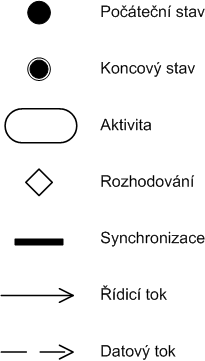 Počáteční stav
Koncový stav
Aktivita
Rozhodování
Synchronizace
Řídicí tok
Datový tok